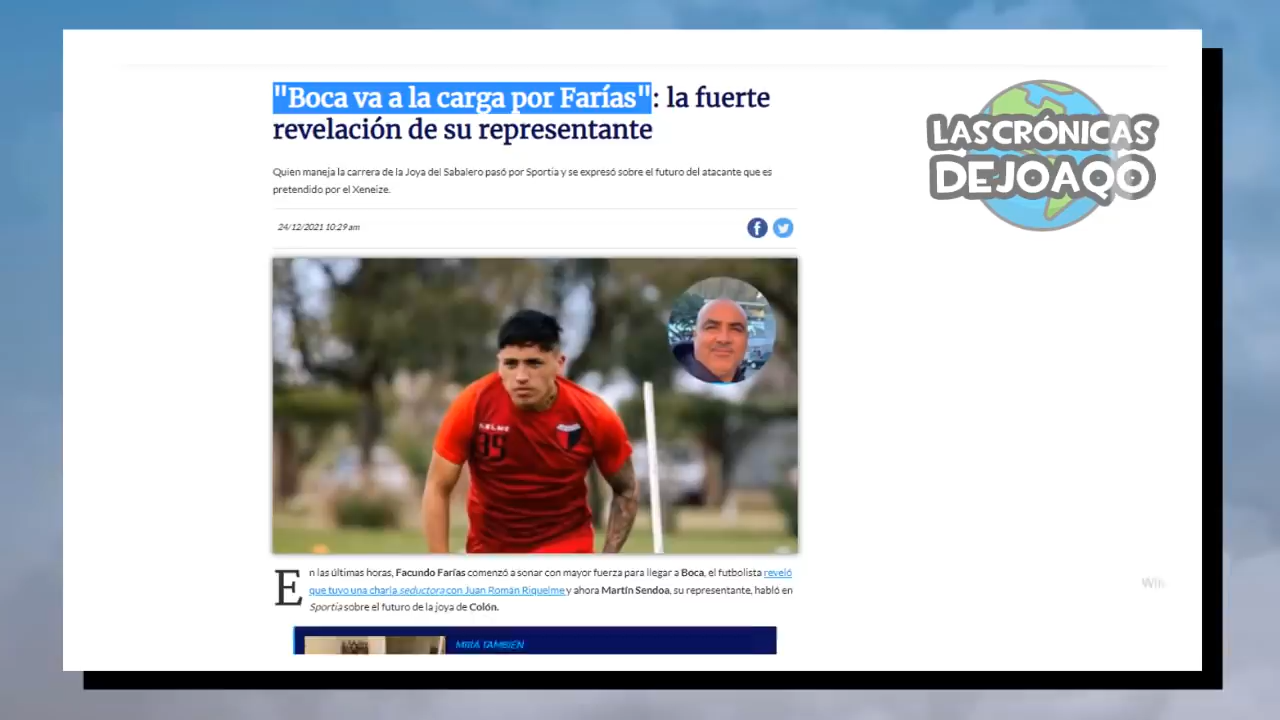 "Boca va a la carga por Farías": la fuerte
revelación de su representante
LAS CRÓNICAS
DE JOAQO
Quien maneja la carrera de la Joya del Sabalero pasó por Sportia y se expresó sobre el futuro del atacante que es
pretendido por el Xeneize.
24/12/2021 10:29 am
KELME
39
En las últimas horas, Facundo Farías comenzó a sonar con mayor fuerza para llegar a Boca, el futbolista reveló
que tuvo una charla seductora con Juan Román Riquelme y ahora Martín Sendoa, su representante, habló en
Sportia sobre el futuro de la joya de Colón.
MIRÁ TAMBIÉN